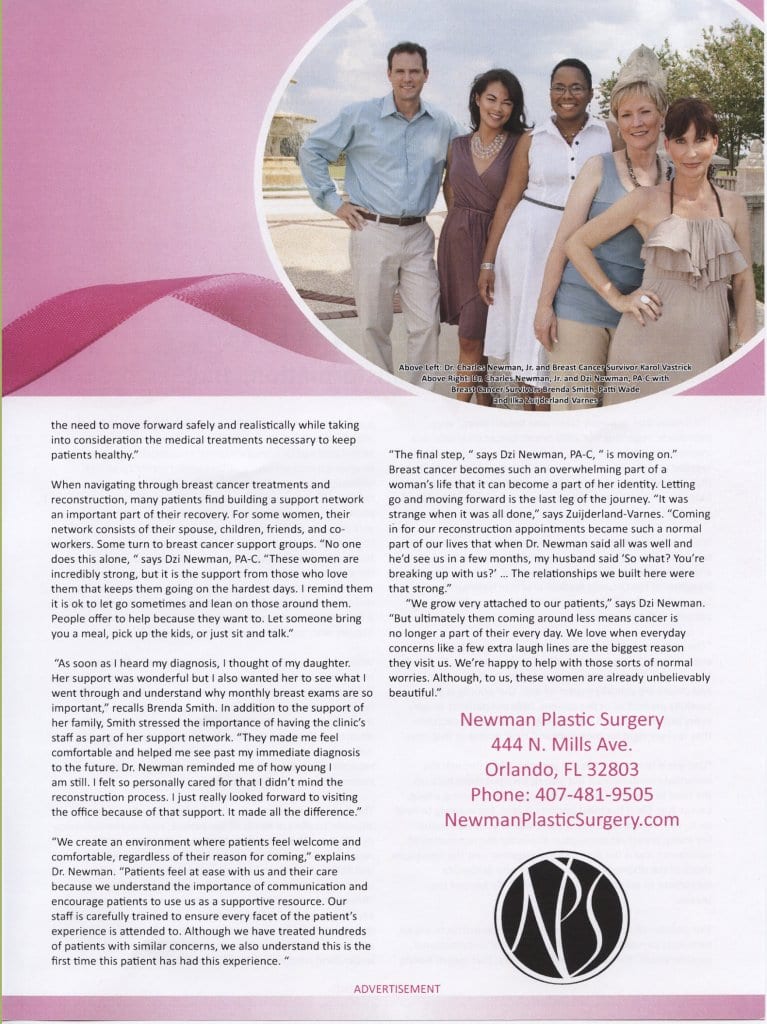 Above Left: Dr. Charles Newman, Jr. and Breast Cancer Survivor Karol Vastrick
Above Right: Dr. Charles Newman, Jr. and Dzi Newman, PA-C with
Breast Cancer Survivors Brenda Smith, Patti Wade
and Ilka Zuijderland-Varnes
the need to move forward safely and realistically while taking
into consideration the medical treatments necessary to keep
patients healthy.”
When navigating through breast cancer treatments and
reconstruction, many patients find building a support network
an important part of their recovery. For some women, their
network consists of their spouse, children, friends, and co-
workers. Some turn to breast cancer support groups. “No one
does this alone, “ says Dzi Newman, PA-C. “These women are
incredibly strong, but it is the support from those who love
them that keeps them going on the hardest days. I remind them
it is ok to let go sometimes and lean on those around them.
People offer to help because they want to. Let someone bring
you a meal, pick up the kids, or just sit and talk.”
“As soon as I heard my diagnosis, I thought of my daughter.
Her support was wonderful but I also wanted her to see what I
went through and understand why monthly breast exams are so
important,” recalls Brenda Smith. In addition to the support of
her family, Smith stressed the importance of having the clinic’s
staff as part of her support network. “They made me feel
comfortable and helped me see past my immediate diagnosis
to the future. Dr. Newman reminded me of how young I
am still. I felt so personally cared for that I didn’t mind the
reconstruction process. I just really looked forward to visiting
the office because of that support. It made all the difference.”
“We create an environment where patients feel welcome and
comfortable, regardless of their reason for coming,” explains
Dr. Newman. “Patients feel at ease with us and their care
because we understand the importance of communication and
encourage patients to use us as a supportive resource. Our
staff is carefully trained to ensure every facet of the patient’s
experience is attended to. Although we have treated hundreds
of patients with similar concerns, we also understand this is the
first time this patient has had this experience. “
“The final step, “ says Dzi Newman, PA-C, “ is moving on.”
Breast cancer becomes such an overwhelming part of a
woman’s life that it can become a part of her identity. Letting
go and moving forward is the last leg of the journey. “It was
strange when it was all done,” says Zuijderland-Varnes. “Coming
in for our reconstruction appointments became such a normal
part of our lives that when Dr. Newman said all was well and
he’d see us in a few months, my husband said ‘So what? You’re
breaking up with us?’ … The relationships we built here were
that strong.”
“We grow very attached to our patients,” says Dzi Newman.
“But ultimately them coming around less means cancer is
no longer a part of their every day. We love when everyday
concerns like a few extra laugh lines are the biggest reason
they visit us. We’re happy to help with those sorts of normal
worries. Although, to us, these women are already unbelievably
beautiful.”
Newman Plastic Surgery
444 N. Mills Ave.
Orlando, FL 32803
Phone: 407-481-9505
NewmanPlasticSurgery.com
NPS
ADVERTISEMENT